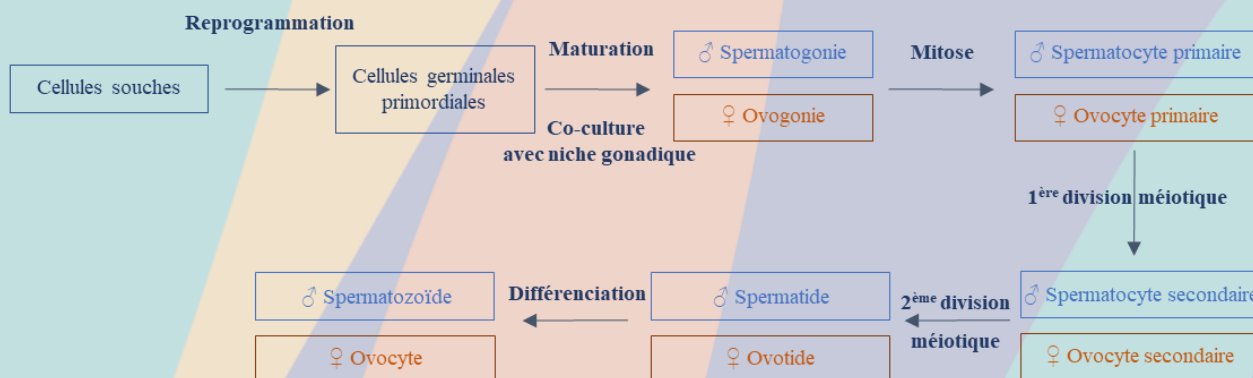 Reprogrammation
Cellules souches
Cellules germinales
primordiales
Maturation
Co-culture
avec niche gonadique
♂ Spermatogonie
♀ Ovogonie
Mitose
♂ Spermatocyte primaire
♀ Ovocyte primaire
1ère division méiotique
♂ Spermatocyte secondaire
♀ Ovocyte secondaire
2ème division
méiotique
♂ Spermatide
♀ Ovotide
Différenciation
♂ Spermatozoïde
♀ Ovocyte